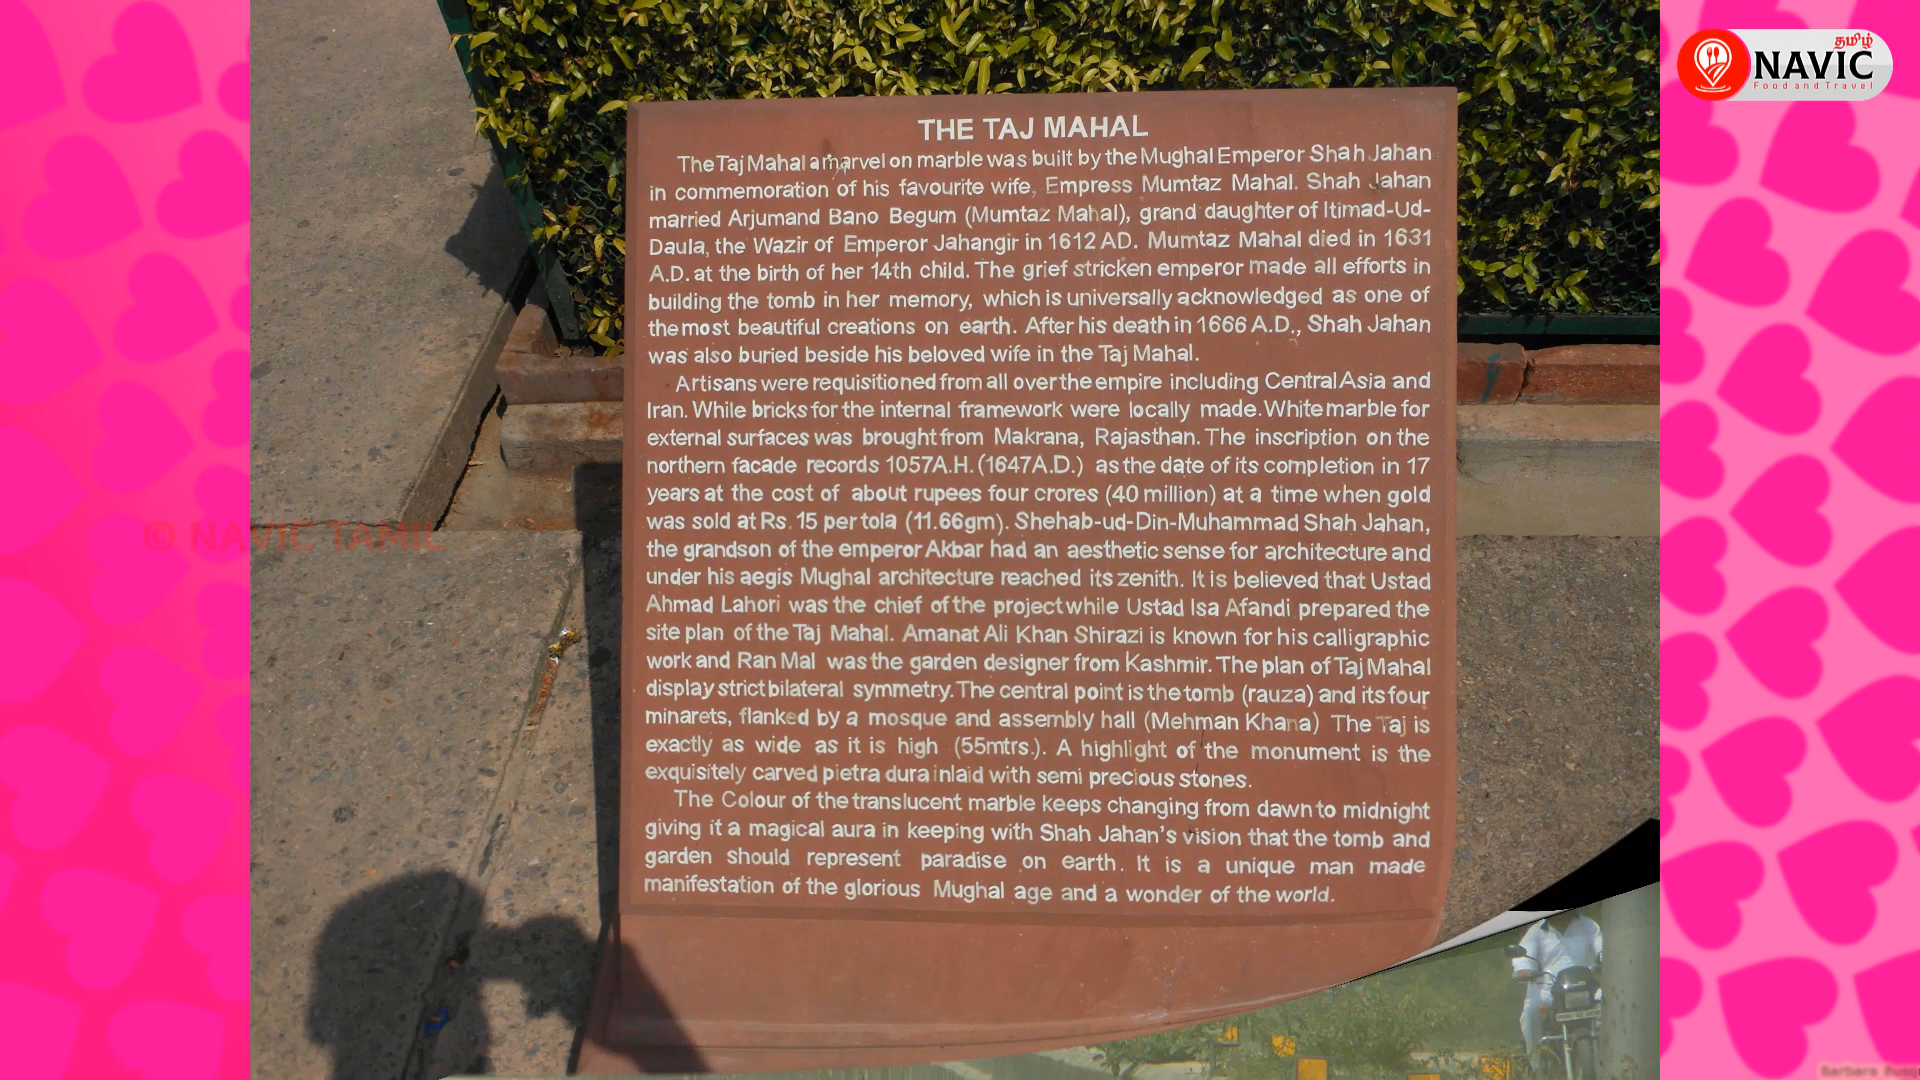 தமிழ்
NAVIC
Food and Travel
THE TAJ MAHAL
The Taj Mahal a marvel on marble was built by the Mughal Emperor Shah Jahan
in commemoration of his favourite wife, Empress Mumtaz Mahal. Shah Jahan
married Arjumand Bano Begum (Mumtaz Mahal), grand daughter of Itimad-Ud-
Daula, the Wazir of Emperor Jahangir in 1612 AD. Mumtaz Mahal died in 1631
A.D. at the birth of her 14th child. The grief stricken emperor made all efforts in
building the tomb in her memory, which is universally acknowledged as one of
the most beautiful creations on earth. After his death in 1666 A.D., Shah Jahan
was also buried beside his beloved wife in the Taj Mahal.
Artisans were requisitioned from all over the empire including Central Asia and
Iran. While bricks for the internal framework were locally made. White marble for
external surfaces was brought from Makrana, Rajasthan. The inscription on the
northern facade records 1057A.H. (1647A.D.) as the date of its completion in 17
years at the cost of about rupees four crores (40 million) at a time when gold
was sold at Rs. 15 per tola (11.66gm). Shehab-ud-Din-Muhammad Shah Jahan,
the grandson of the emperor Akbar had an aesthetic sense for architecture and
under his aegis Mughal architecture reached its zenith. It is believed that Ustad
Ahmad Lahori was the chief of the project while Ustad Isa Afandi prepared the
site plan of the Taj Mahal. Amanat Ali Khan Shirazi is known for his calligraphic
work and Ran Mal was the garden designer from Kashmir. The plan of Taj Mahal
display strict bilateral symmetry. The central point is the tomb (rauza) and its four
minarets, flanked by a mosque and assembly hall (Mehman Khana) The Taj is
exactly as wide as it is high (55mtrs.). A highlight of the monument is the
exquisitely carved pietra dura inlaid with semi precious stones.
The Colour of the translucent marble keeps changing from dawn to midnight
giving it a magical aura in keeping with Shah Jahan's vision that the tomb and
garden should represent paradise on earth. It is a unique man made
manifestation of the glorious Mughal age and a wonder of the world.
© NAVIC TAMIL
Barbara